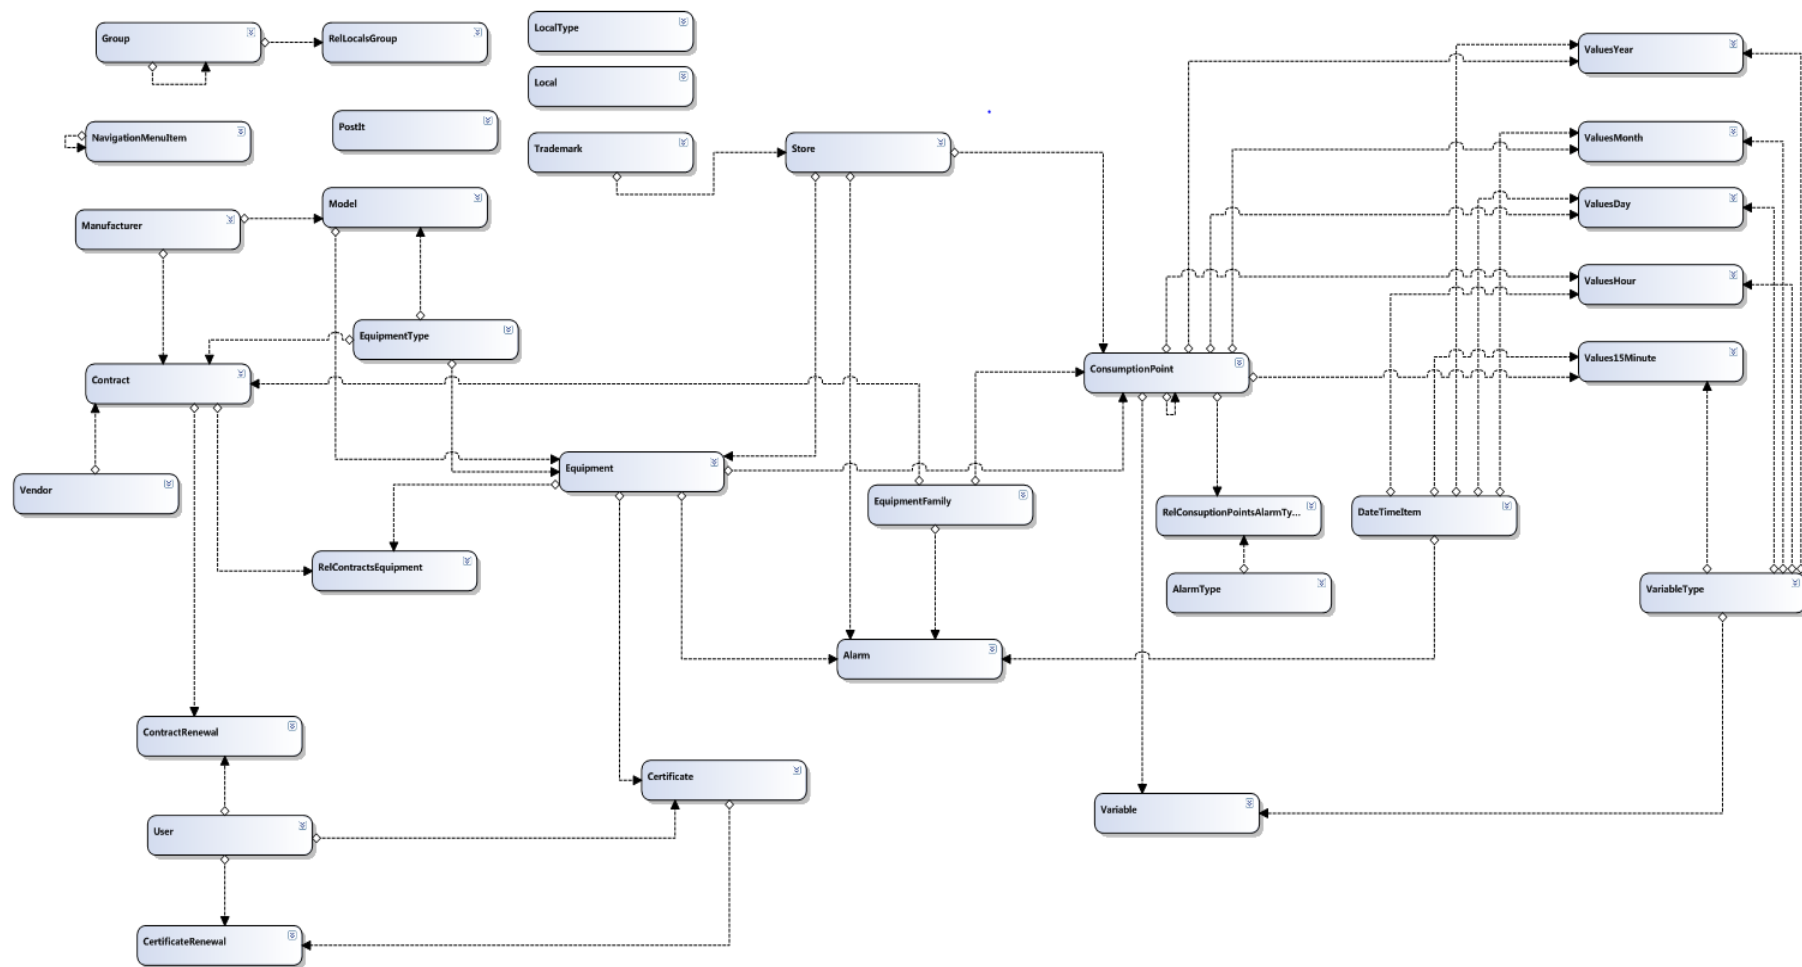 Group
RelLocalsGroup
LocalType
Local
ValuesYear
NavigationMenuItem
PostIt
Trademark
Store
ValuesMonth
Model
Manufacturer
ValuesDay
ValuesHour
EquipmentType
Values15Minute
Contract
ConsumptionPoint
Vendor
Equipment
EquipmentFamily
RelConsuptionPointsAlarmTy...
DateTimeItem
RelContractsEquipment
AlarmType
VariableType
Alarm
ContractRenewal
Certificate
Variable
User
CertificateRenewal